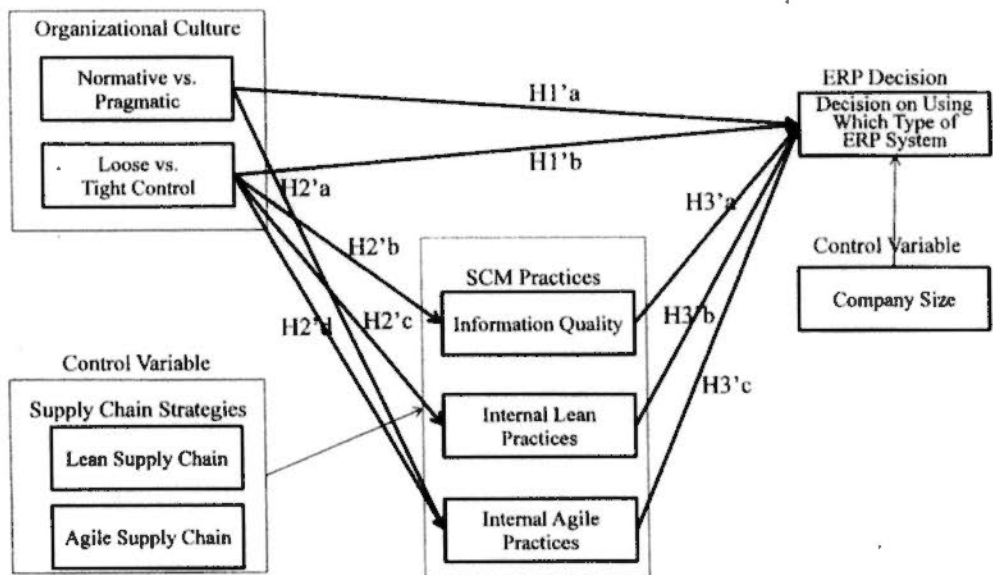 Organizational Culture
Normative vs.
Pragmatic
Loose vs.
Tight Control
H1'a
H1'b
ERP Decision
Decision on Using
Which Type of
ERP System
H2'a
H2'b
H2'c
H2'd
H3'a
H3'b
H3'c
Control Variable
Company Size
SCM Practices
Information Quality
Internal Lean
Practices
Internal Agile
Practices
Control Variable
Supply Chain Strategies
Lean Supply Chain
Agile Supply Chain